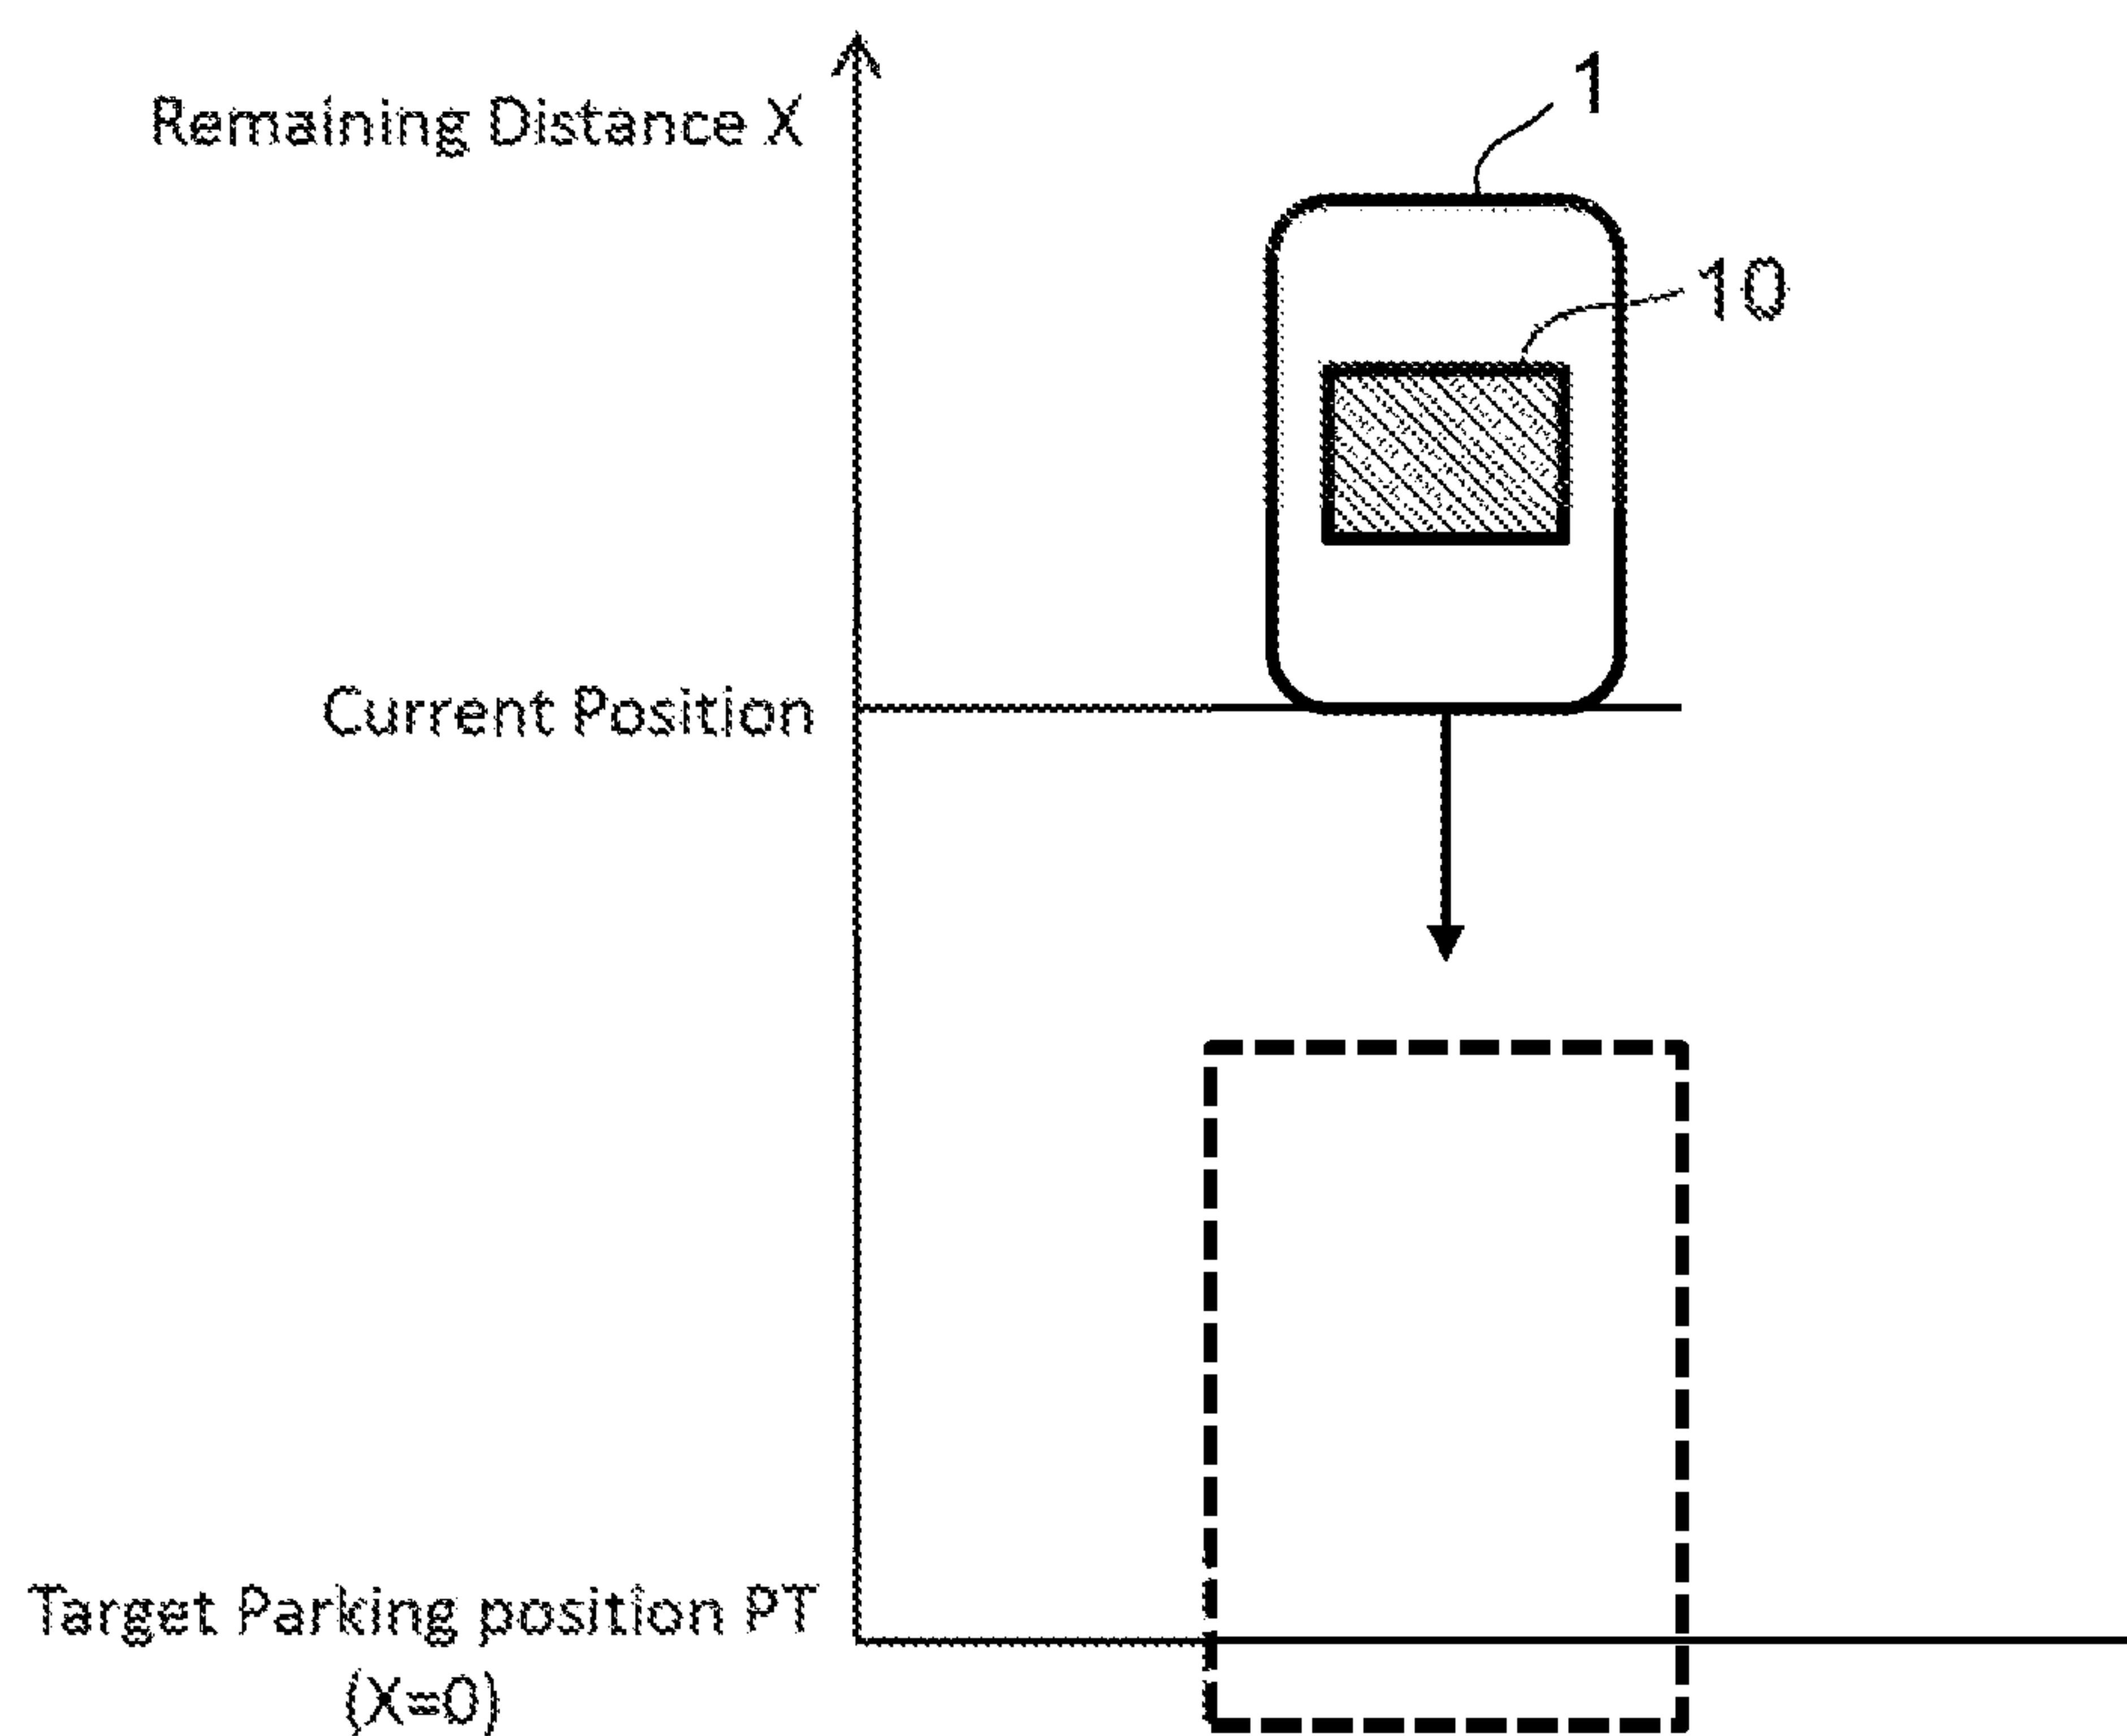 1
Remaining Distance X
10
Current Position
Target Parking position PT
(X=0)